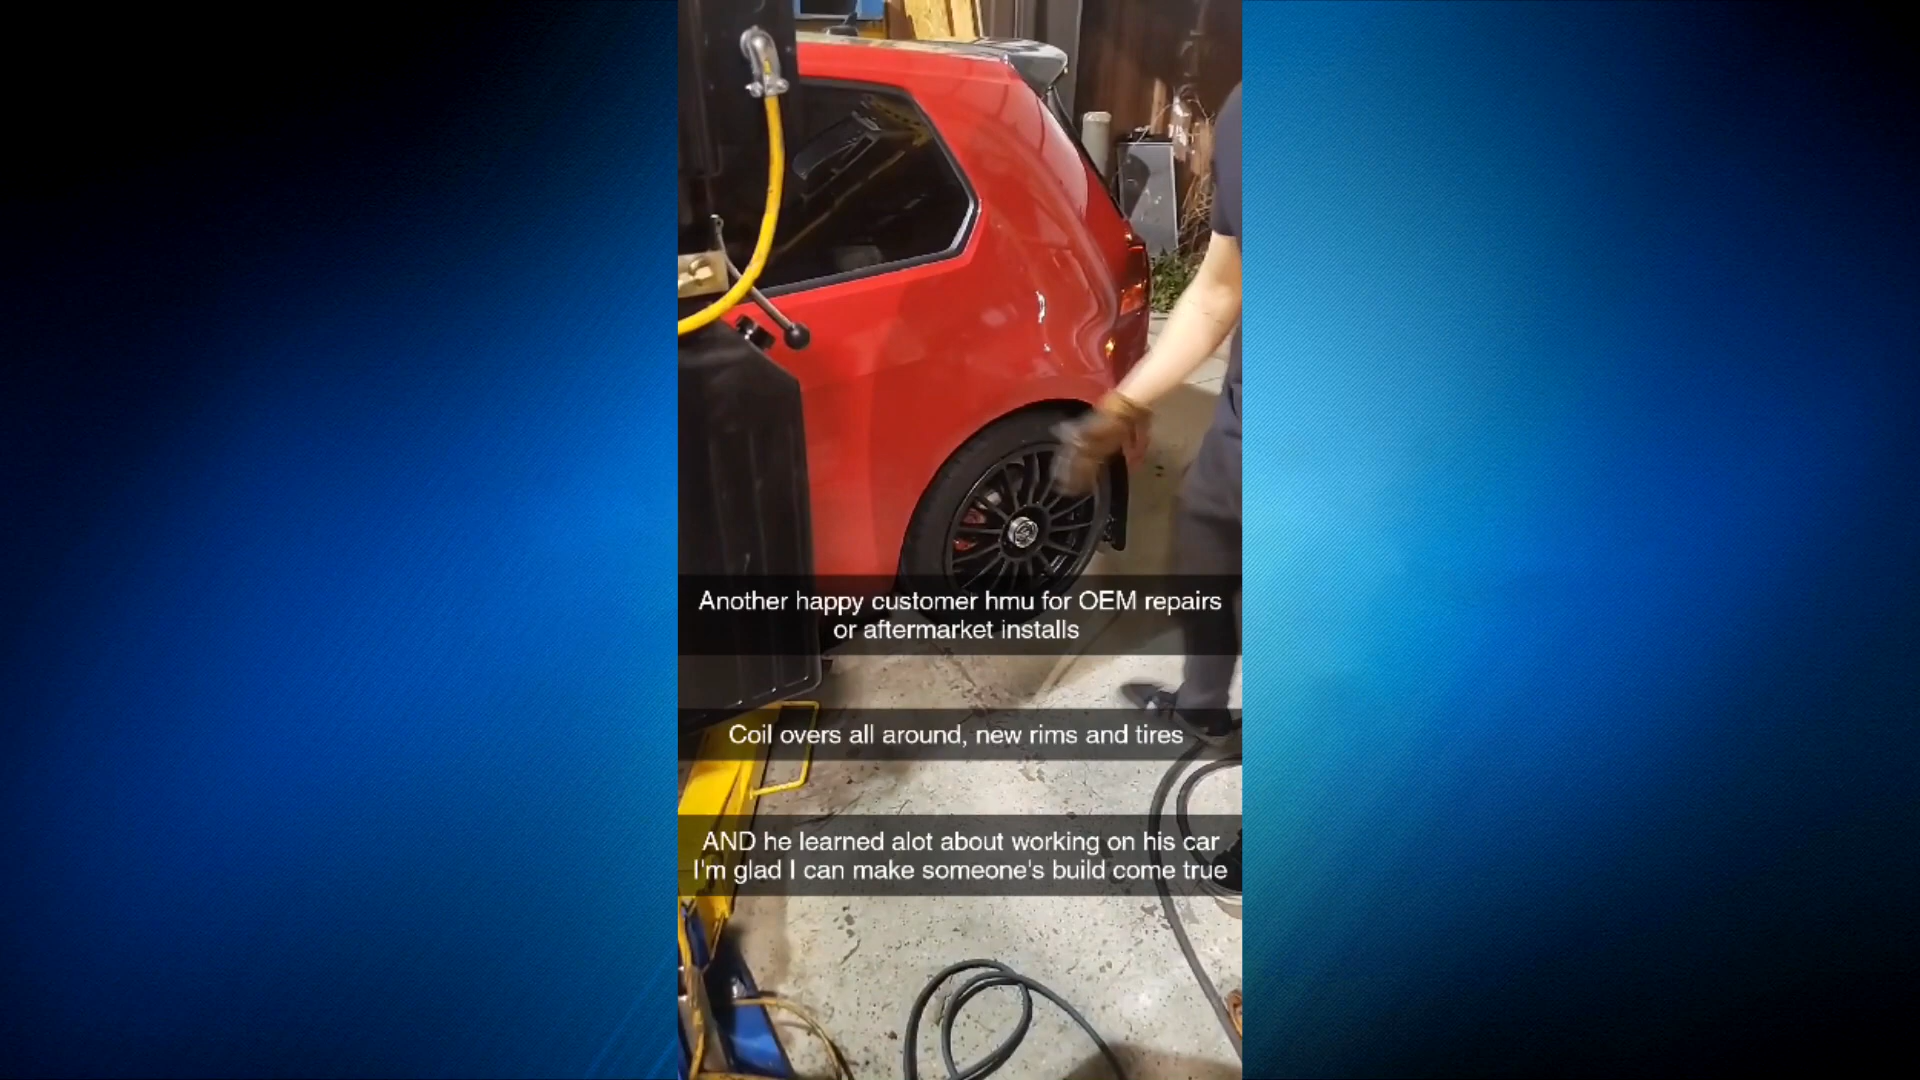 Another happy customer hmu for OEM repairs
or aftermarket installs
Coil overs all around, new rims and tires
AND he learned alot about working on his car
I'm glad I can make someone's build come true